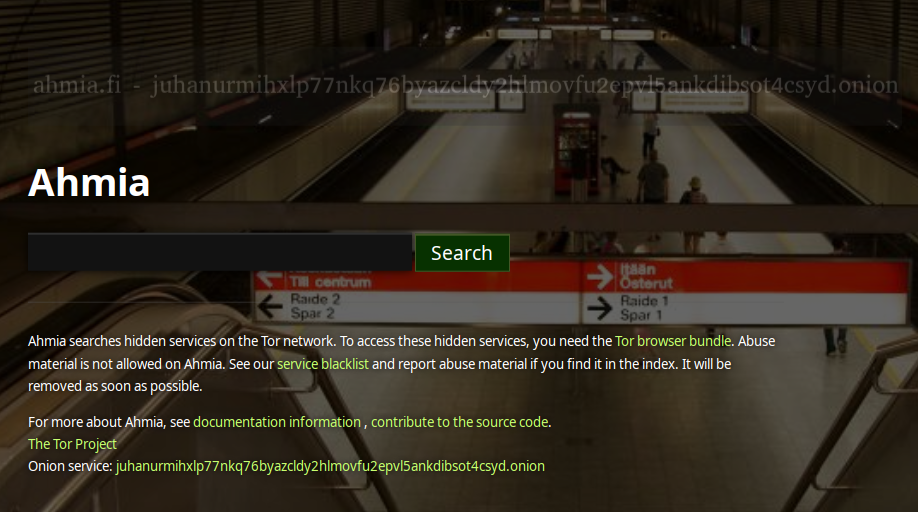 ahmia.fi - juhanurmihxlp77nkq76byazcldy2hlmovfu2epvl5ankdibsot4csyd.onion
Ahmia
Search
Till centrum
Itään
Österut
Raide 2
Raide 1
Spar 2
Spar 1
Ahmia searches hidden services on the Tor network. To access these hidden services, you need the Tor browser bundle. Abuse
material is not allowed on Ahmia. See our service blacklist and report abuse material if you find it in the index. It will be
removed as soon as possible.
For more about Ahmia, see documentation information , contribute to the source code.
The Tor Project
Onion service: juhanurmihxlp77nkq76byazcldy2hlmovfu2epvl5ankdibsot4csyd.onion